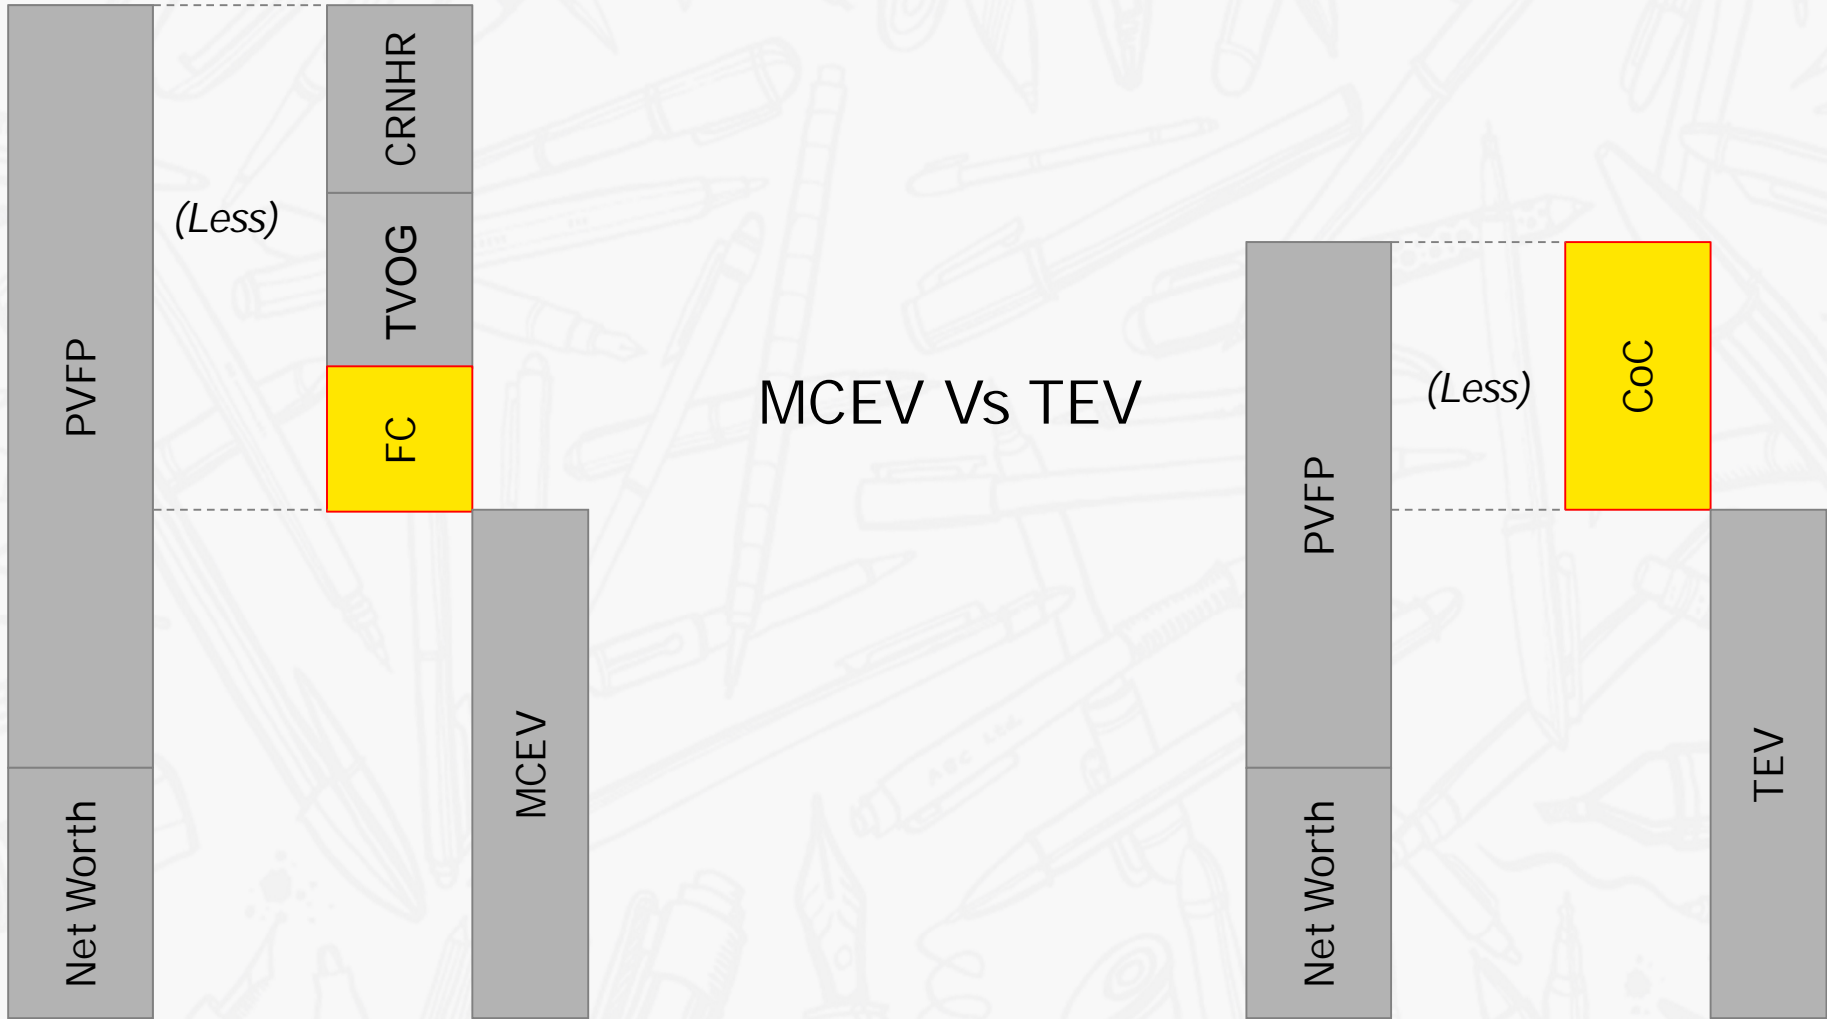 PVFP
Net Worth
(Less)
CRNHR
TVOG
FC
MCEV
MCEV Vs TEV
PVFP
Net Worth
(Less)
CoC
TEV